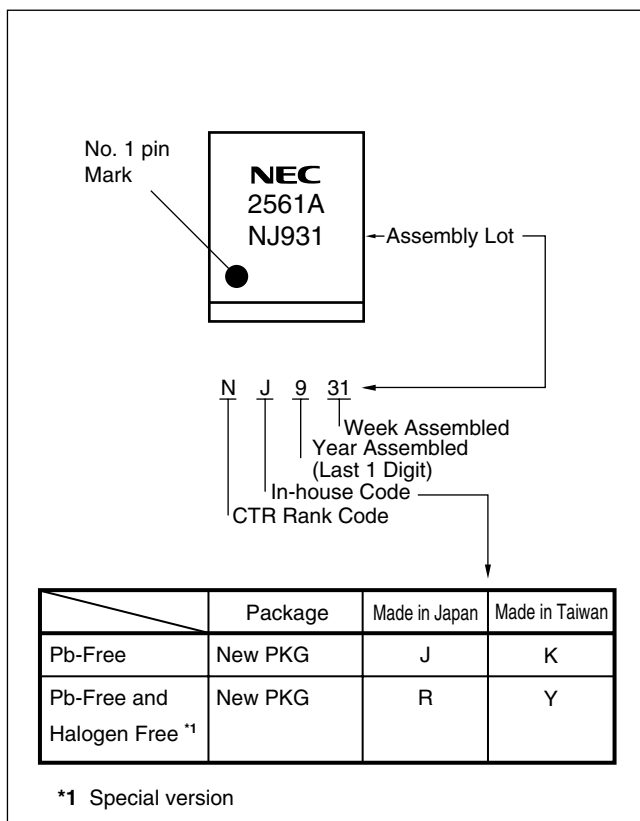 No. 1 pin
Mark
NEC
2561A
NJ931
Assembly Lot
N J 9 31
Week Assembled
Year Assembled
(Last 1 Digit)
In-house Code
CTR Rank Code
Package Made in Japan Made in Taiwan
Pb-Free New PKG J K
Pb-Free and New PKG R Y
Halogen Free *1
*1 Special version